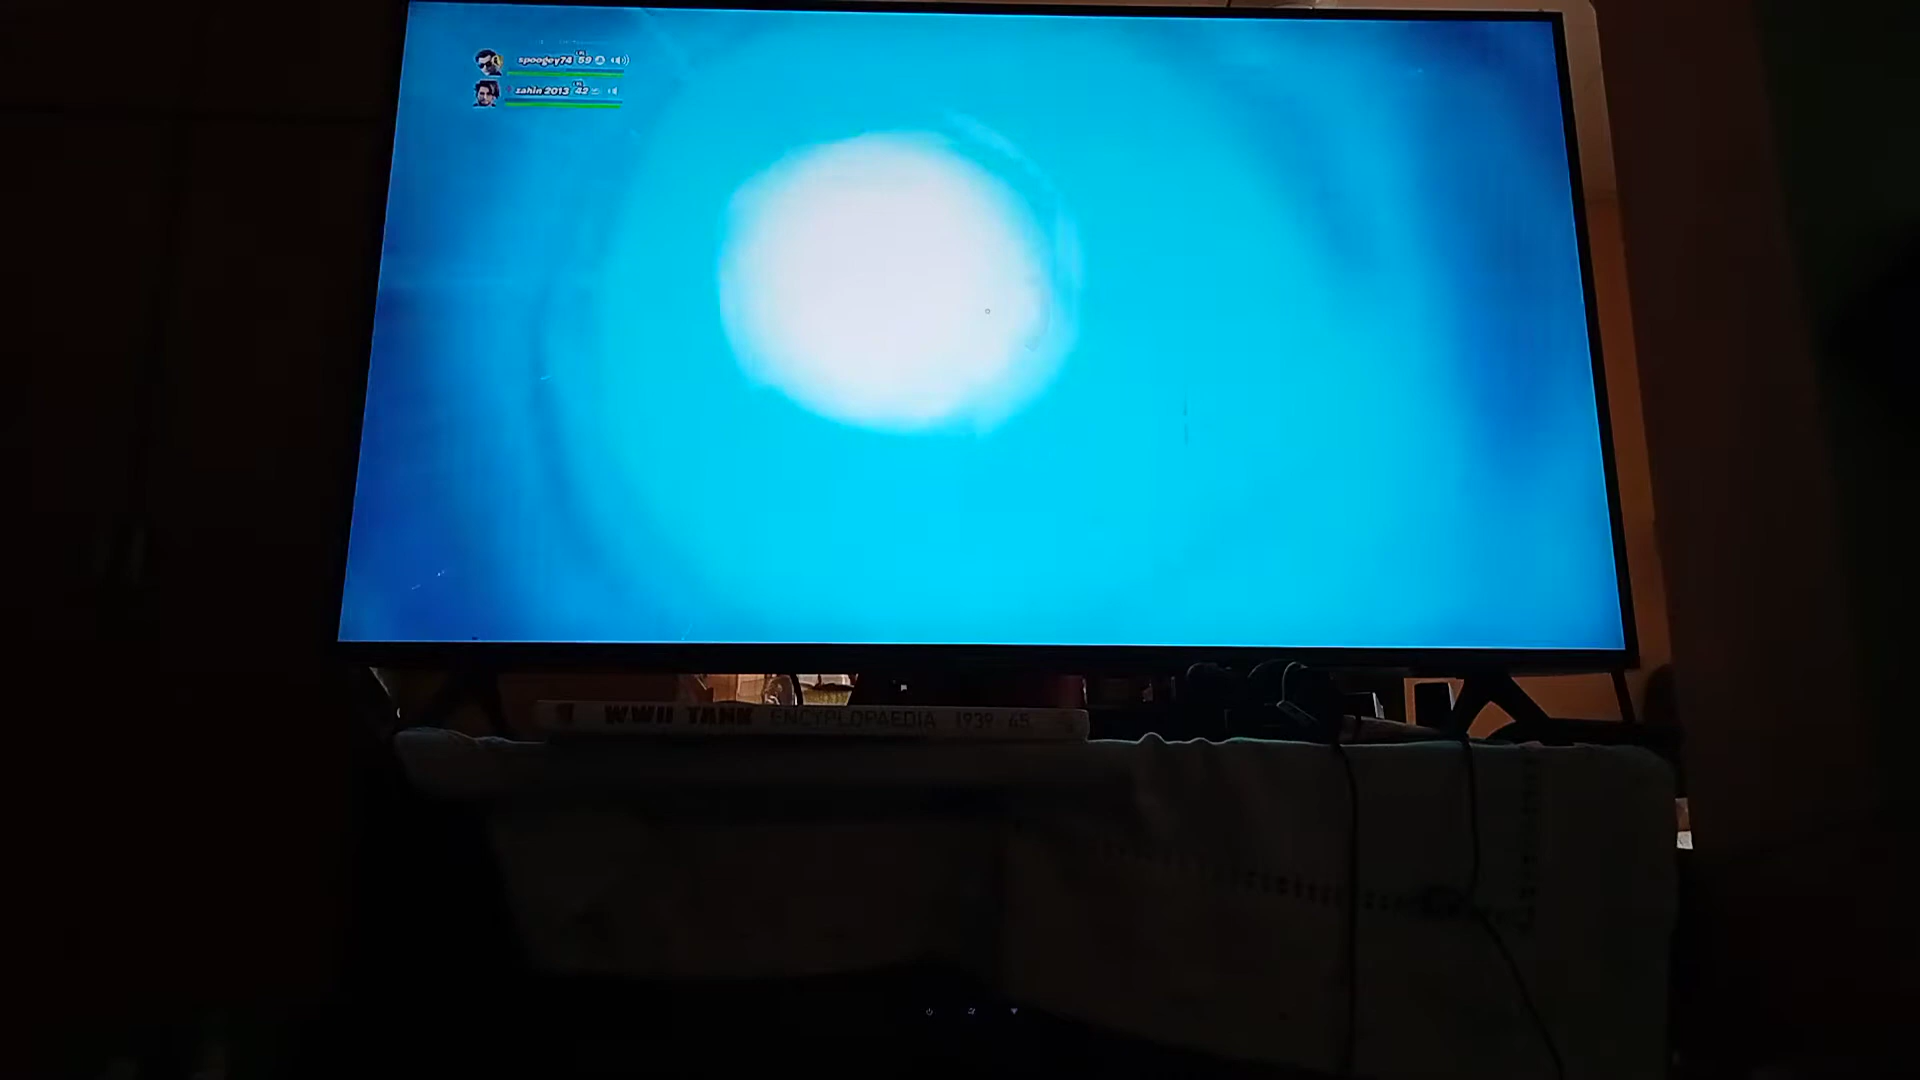 spoogey74 59
zahin 2013 42
WWII TANK ENCYCLOPAEDIA 1939-45